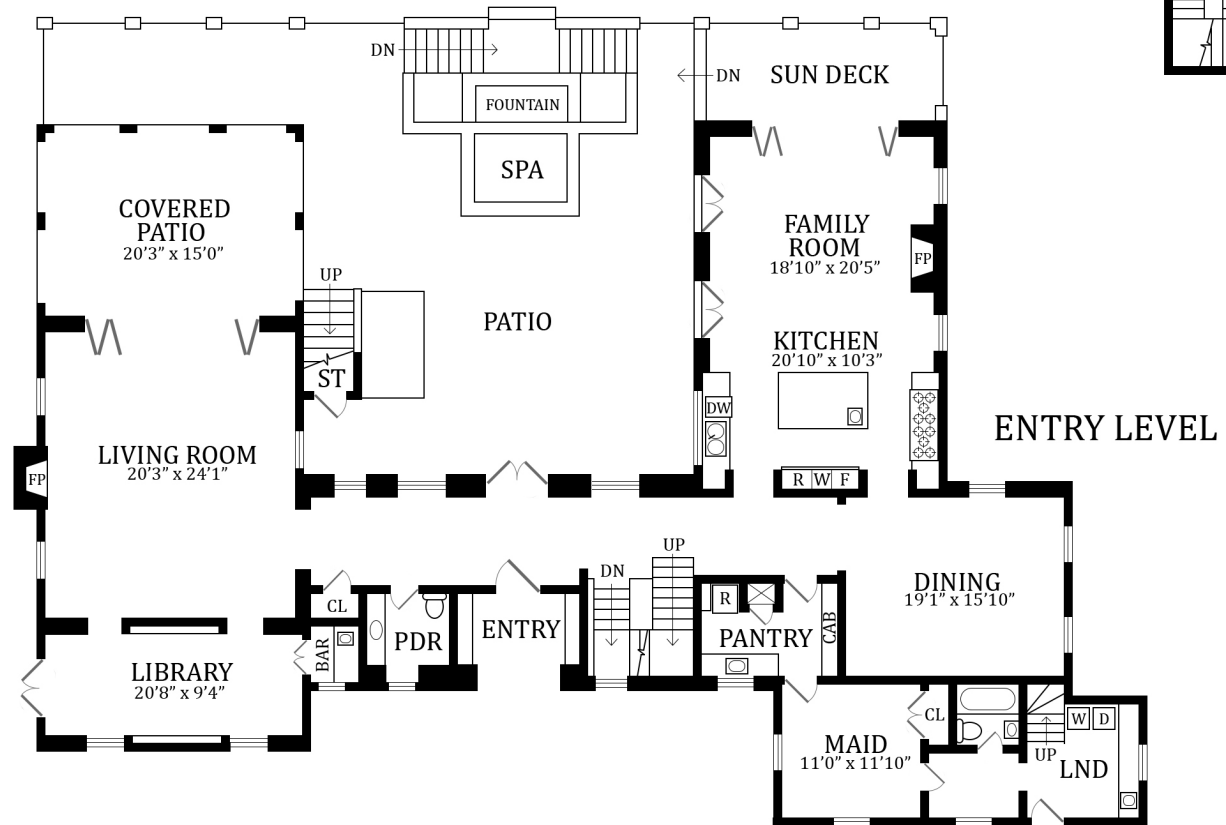 DN
DN
SUN DECK
FOUNTAIN
SPA
COVERED
PATIO
20'3" x 15'0"
FAMILY
ROOM
18'10" x 20'5"
FP
UP
PATIO
KITCHEN
20'10" x 10'3"
ST
DW
ENTRY LEVEL
LIVING ROOM
20'3" x 24'1"
FP
R W F
UP
DN
DINING
19'1" x 15'10"
CL
R
PDR
ENTRY
PANTRY
CAB
BAR
LIBRARY
20'8" x 9'4"
CL
W D
MAID
11'0" x 11'10"
UP
LND